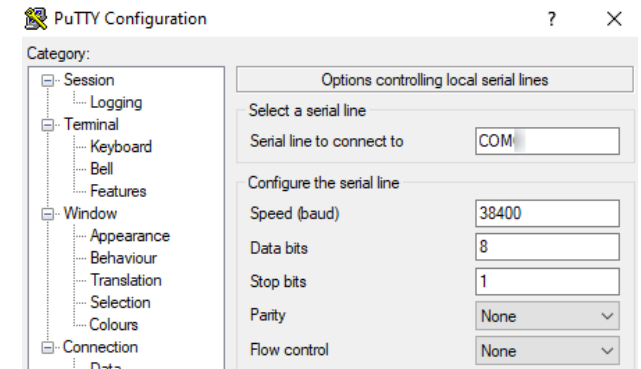 PuTTY Configuration ? ×
Category:
Session
Logging
Terminal
Keyboard
Bell
Features
Window
Appearance
Behaviour
Translation
Selection
Colours
Connection
Data
Options controlling local serial lines
Select a serial line
Serial line to connect to
Configure the serial line
Speed (baud) 38400
Data bits 8
Stop bits 1
Parity None
Flow control None